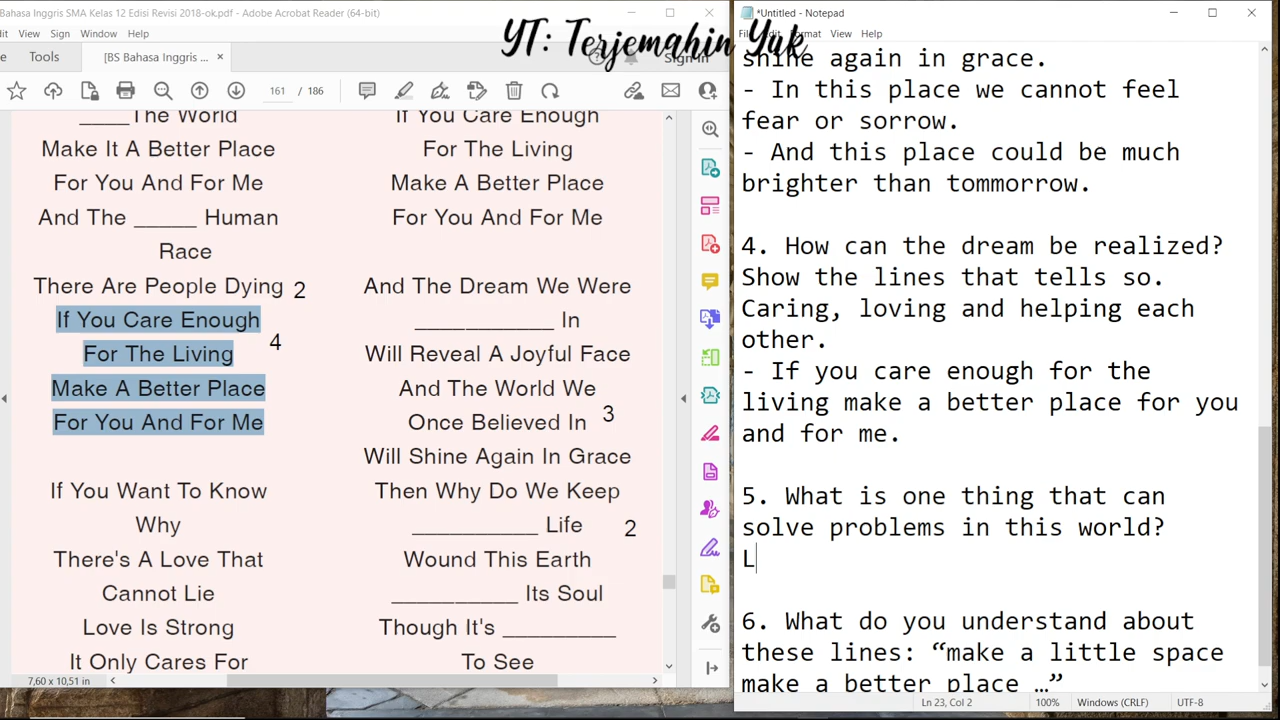 Bahasa Inggris SMA Kelas 12 Edisi Revisi 2018-ok.pdf - Adobe Acrobat Reader (64-bit)
dit View Sign Window Help
Tools
[BS Bahasa Inggris ... ×
Sign In
161 / 186
____The World
Make It A Better Place
For You And For Me
And The _____ Human
Race
There Are People Dying 2
If You Care Enough
For The Living 4
Make A Better Place
For You And For Me
If You Want To Know
Why
There's A Love That
Cannot Lie
Love Is Strong
It Only Cares For
If You Care Enough
For The Living
Make A Better Place
For You And For Me
And The Dream We Were
___________ In
Will Reveal A Joyful Face
And The World We
Once Believed In 3
Will Shine Again In Grace
Then Why Do We Keep
__________ Life 2
Wound This Earth
__________ Its Soul
Though It's _________
To See
7,60 x 10,51 in
YT: Terjemahin Yuk
*Untitled - Notepad
File Edit Format View Help
shine again in grace.
- In this place we cannot feel
fear or sorrow.
- And this place could be much
brighter than tommorrow.
4. How can the dream be realized?
Show the lines that tells so.
Caring, loving and helping each
other.
- If you care enough for the
living make a better place for you
and for me.
5. What is one thing that can
solve problems in this world?
L
6. What do you understand about
these lines: “make a little space
make a better place …”
Ln 23, Col 2
100%
Windows (CRLF)
UTF-8